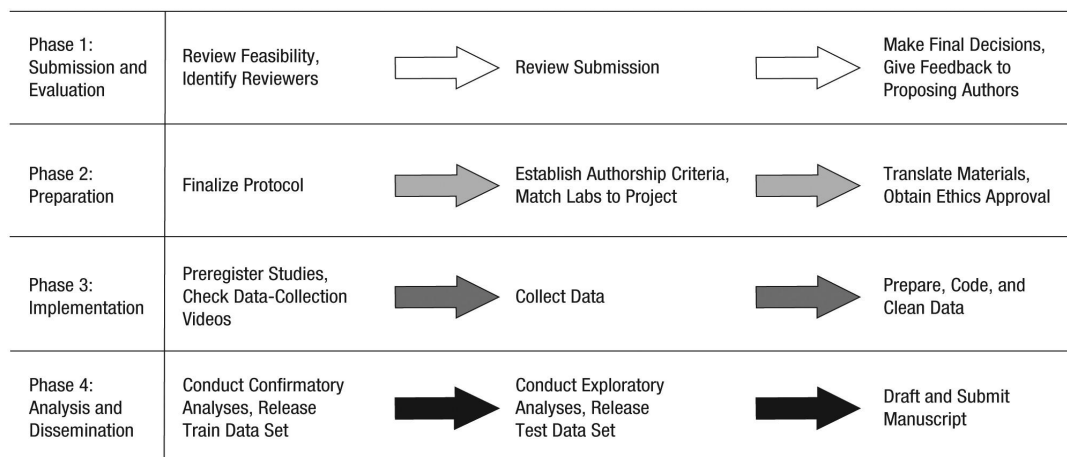 Phase 1:
Submission and
Evaluation
Review Feasibility,
Identify Reviewers
Review Submission
Make Final Decisions,
Give Feedback to
Proposing Authors
Phase 2:
Preparation
Finalize Protocol
Establish Authorship Criteria,
Match Labs to Project
Translate Materials,
Obtain Ethics Approval
Phase 3:
Implementation
Preregister Studies,
Check Data-Collection
Videos
Collect Data
Prepare, Code, and
Clean Data
Phase 4:
Analysis and
Dissemination
Conduct Confirmatory
Analyses, Release
Train Data Set
Conduct Exploratory
Analyses, Release
Test Data Set
Draft and Submit
Manuscript